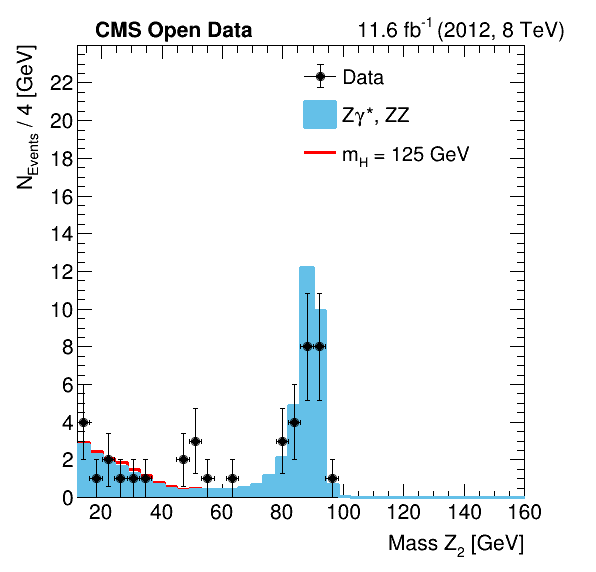 CMS Open Data 11.6 fb⁻¹ (2012, 8 TeV)
N_Events / 4 [GeV]
Data
Zγ*, ZZ
m_H = 125 GeV
22
20
18
16
14
12
10
8
6
4
2
0
20 40 60 80 100 120 140 160
Mass Z₂ [GeV]